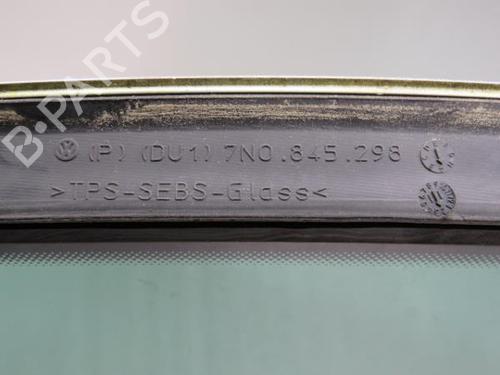 B-PARTS
(P) (DU1) 7N0.845.298
>TPS-SEBS-Glass<